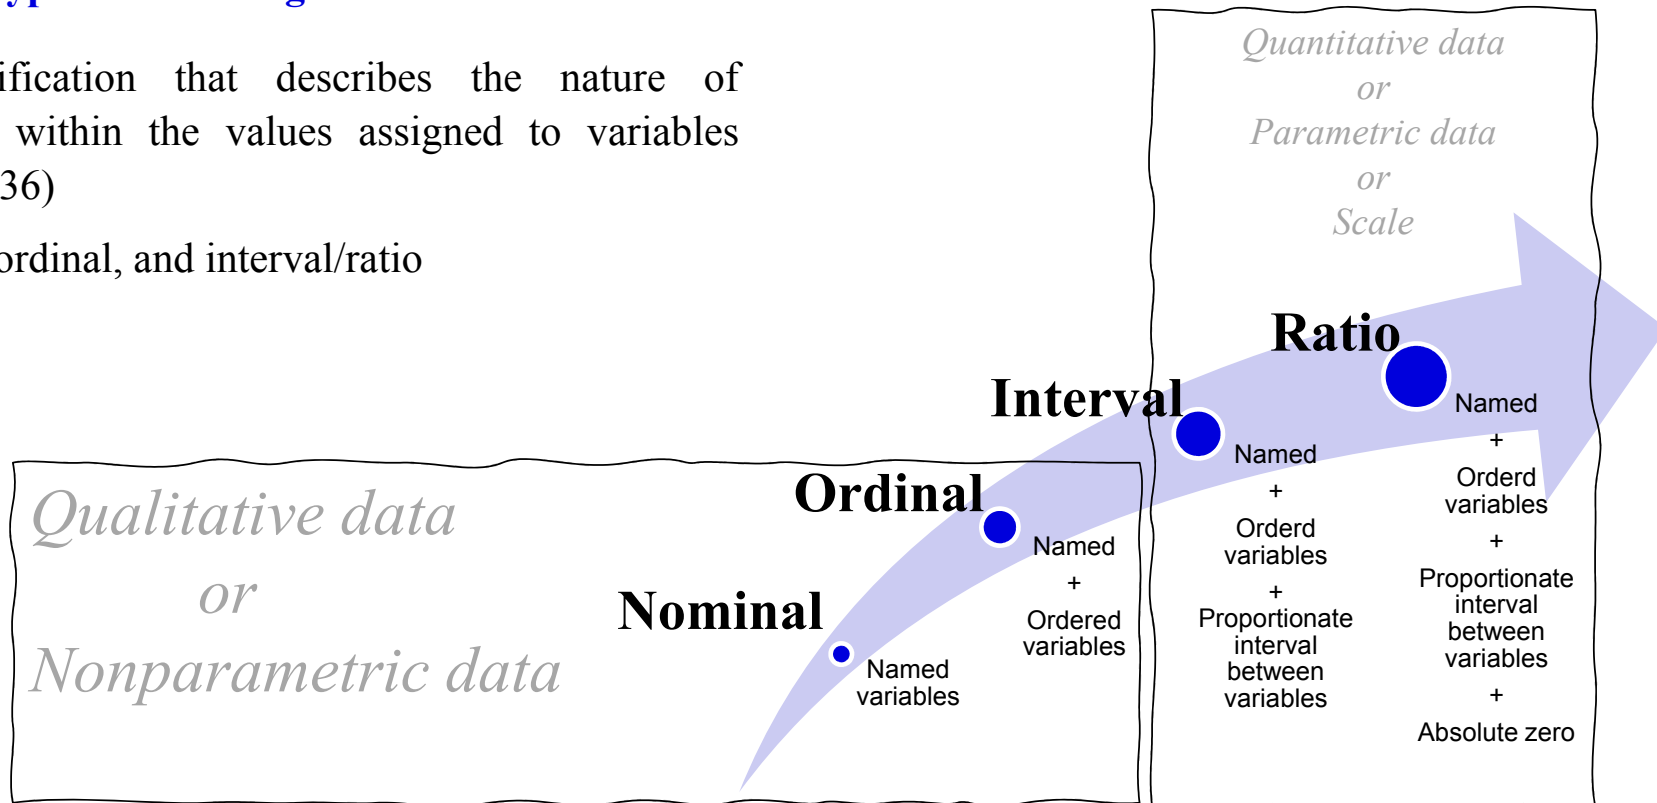 ification that describes the nature of
within the values assigned to variables
36)
ordinal, and interval/ratio
Quantitative data
or
Parametric data
or
Scale
Qualitative data
or
Nonparametric data
Nominal
Named
variables
Ordinal
Named
+
Ordered
variables
Interval
Named
+
Orderd
variables
+
Proportionate
interval
between
variables
Ratio
Named
+
Orderd
variables
+
Proportionate
interval
between
variables
+
Absolute zero